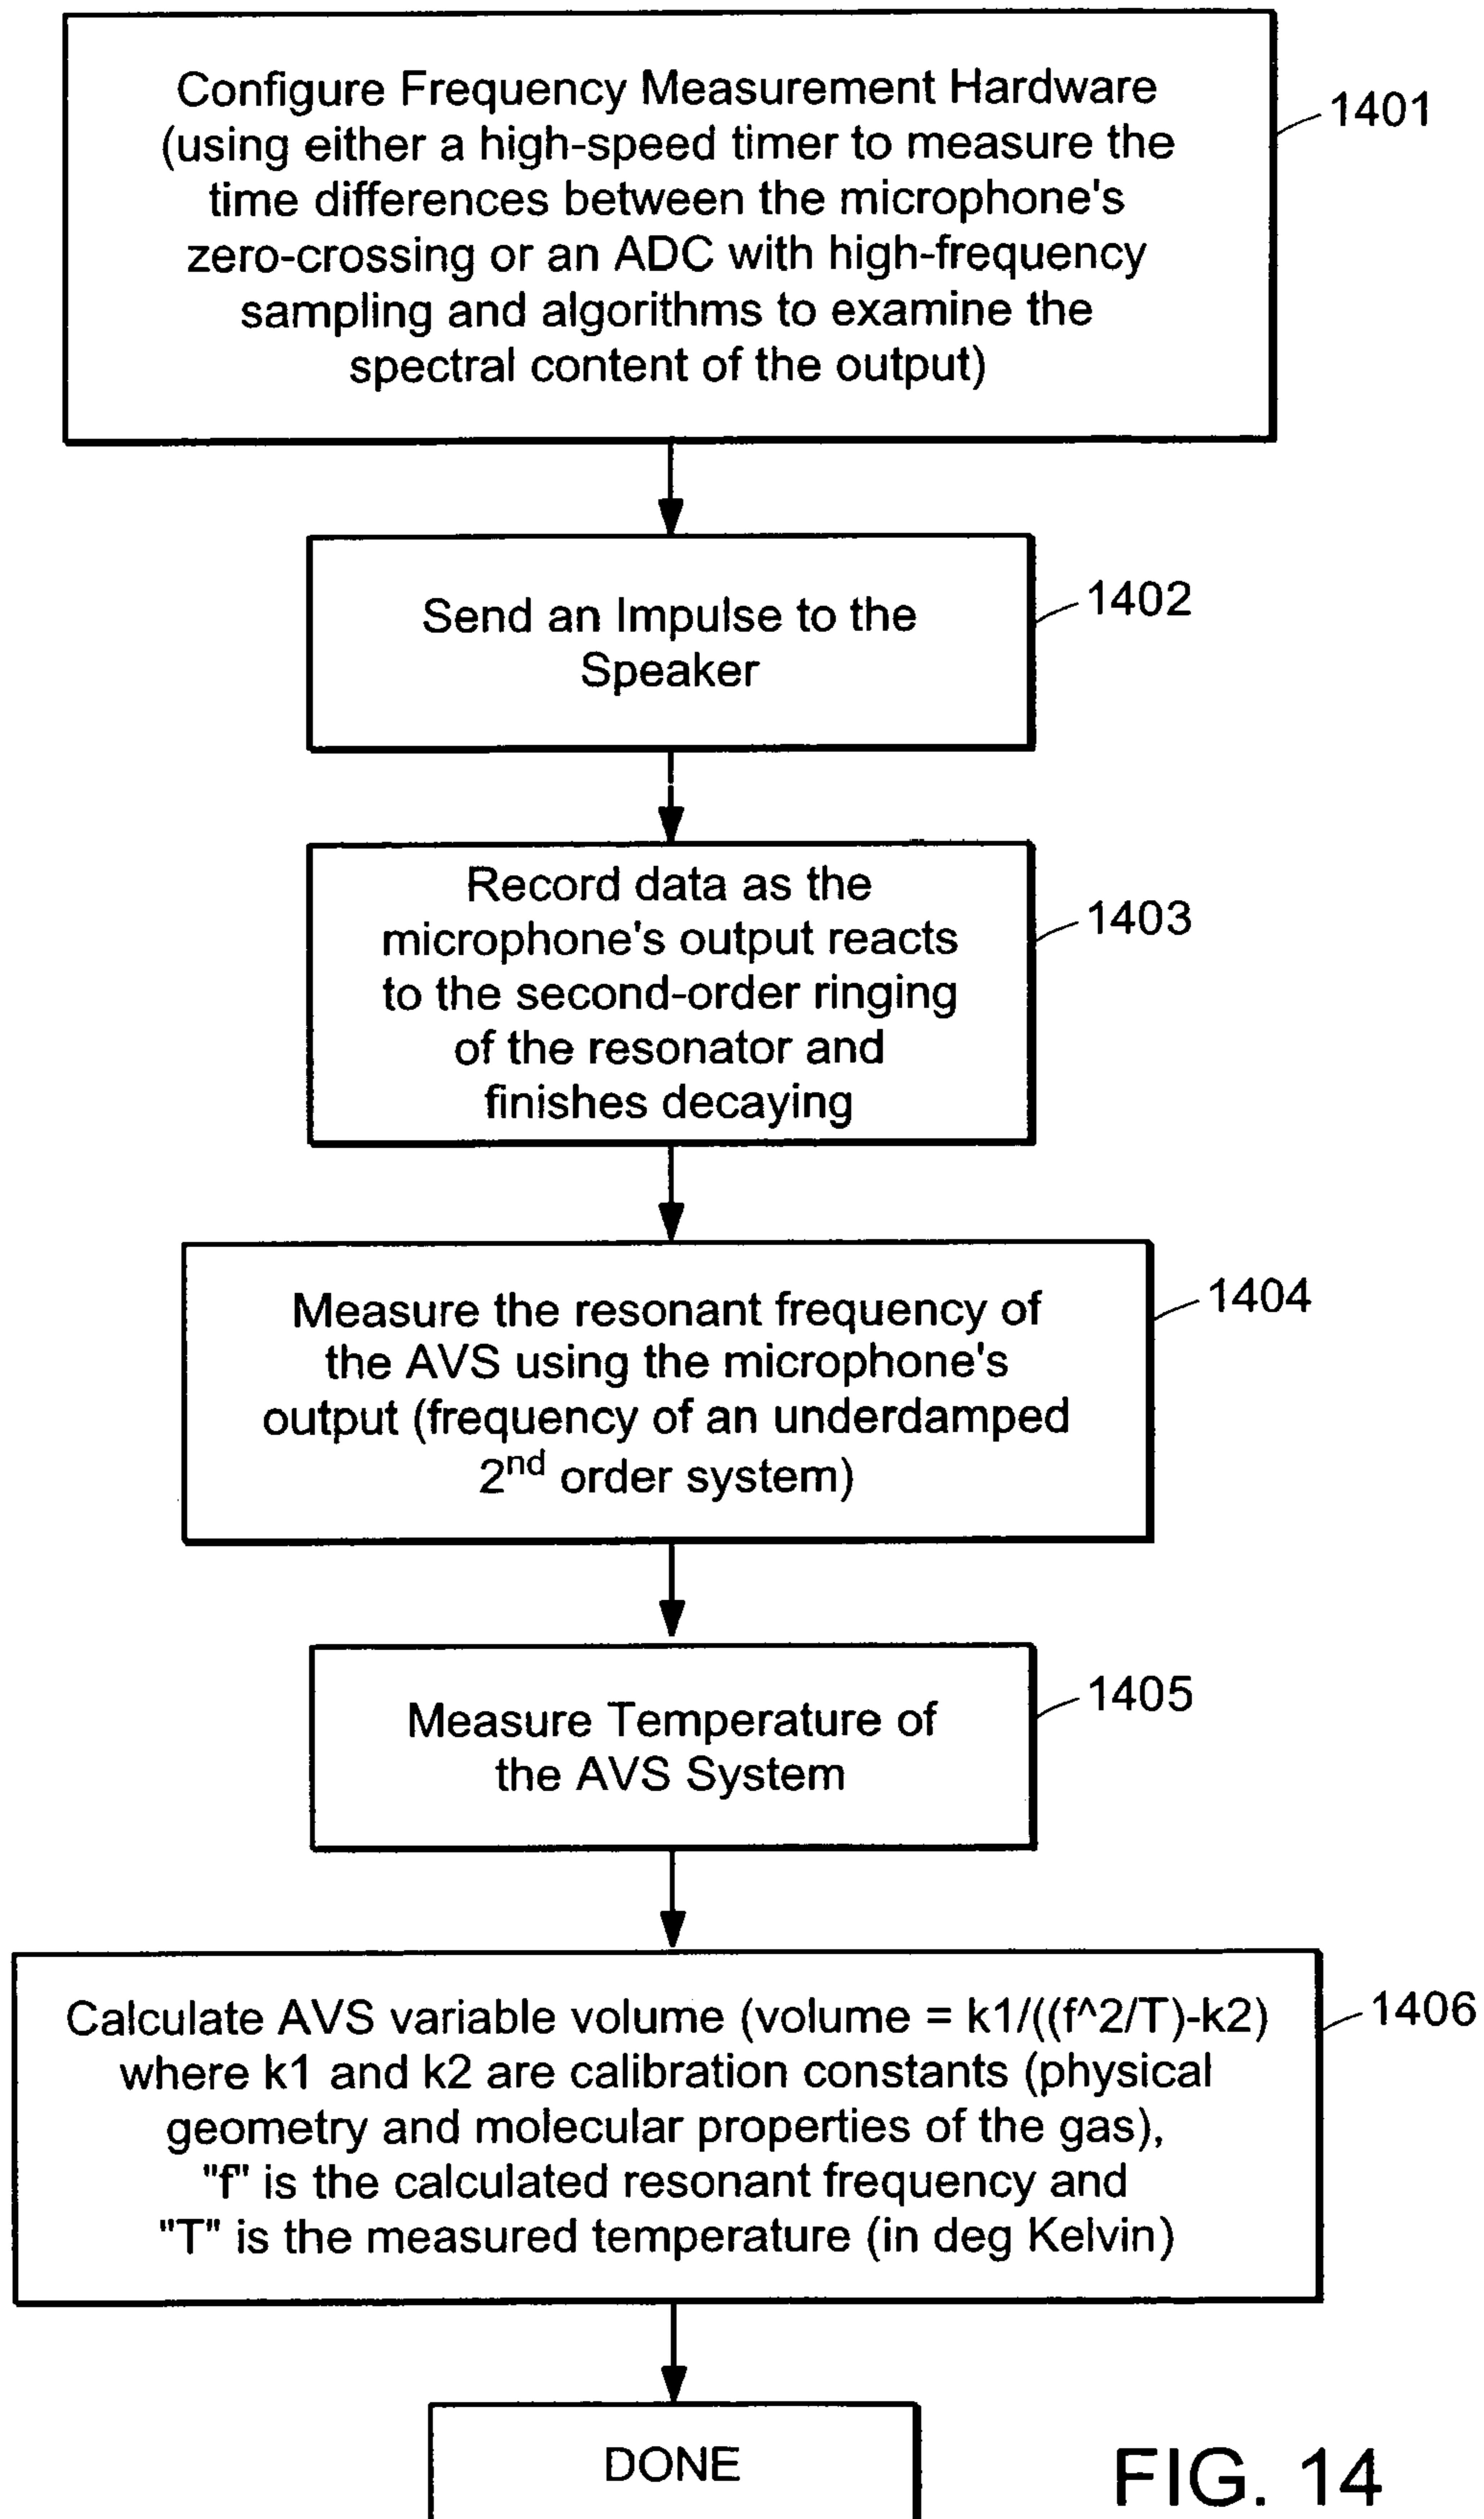 Configure Frequency Measurement Hardware
(using either a high-speed timer to measure the
time differences between the microphone's
zero-crossing or an ADC with high-frequency
sampling and algorithms to examine the
spectral content of the output)
1401
Send an Impulse to the
Speaker
1402
Record data as the
microphone's output reacts
to the second-order ringing
of the resonator and
finishes decaying
1403
Measure the resonant frequency of
the AVS using the microphone's
output (frequency of an underdamped
2nd order system)
1404
Measure Temperature of
the AVS System
1405
Calculate AVS variable volume (volume = k1/((f^2/T)-k2)
where k1 and k2 are calibration constants (physical
geometry and molecular properties of the gas),
"f" is the calculated resonant frequency and
"T" is the measured temperature (in deg Kelvin)
1406
DONE
FIG. 14